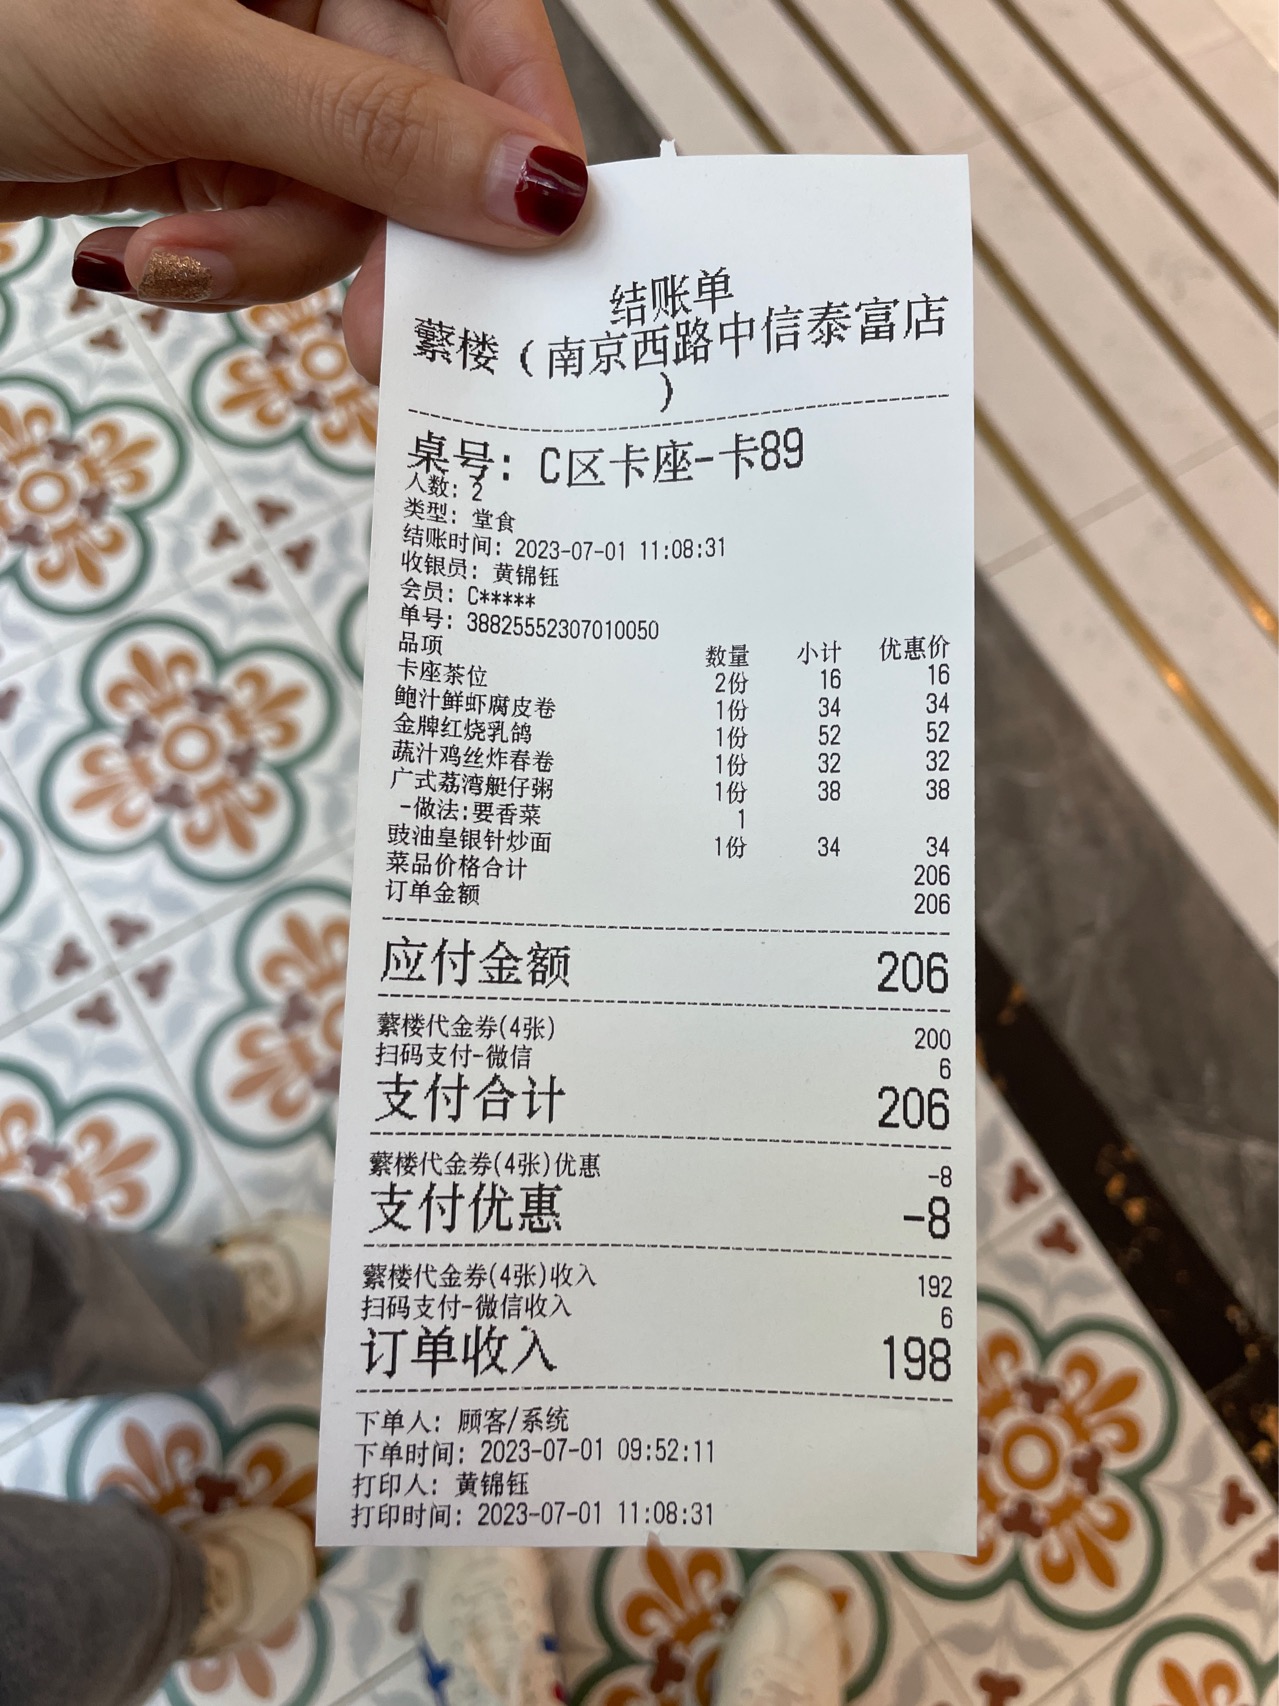 结账单
蘩楼（南京西路中信泰富店
）
桌号: C区卡座-卡89
人数: 2
类型: 堂食
结账时间: 2023-07-01 11:08:31
收银员: 黄锦钰
会员: C*****
单号: 38825552307010050
品项 数量 小计 优惠价
卡座茶位 2份 16 16
鲍汁鲜虾腐皮卷 1份 34 34
金牌红烧乳鸽 1份 52 52
蔬汁鸡丝炸春卷 1份 32 32
广式荔湾艇仔粥 1份 38 38
-做法:要香菜 1
豉油皇银针炒面 1份 34 34
菜品价格合计 206
订单金额 206
应付金额 206
蘩楼代金券(4张) 200
扫码支付-微信 6
支付合计 206
蘩楼代金券(4张)优惠 -8
支付优惠 -8
蘩楼代金券(4张)收入 192
扫码支付-微信收入 6
订单收入 198
下单人: 顾客/系统
下单时间: 2023-07-01 09:52:11
打印人: 黄锦钰
打印时间: 2023-07-01 11:08:31